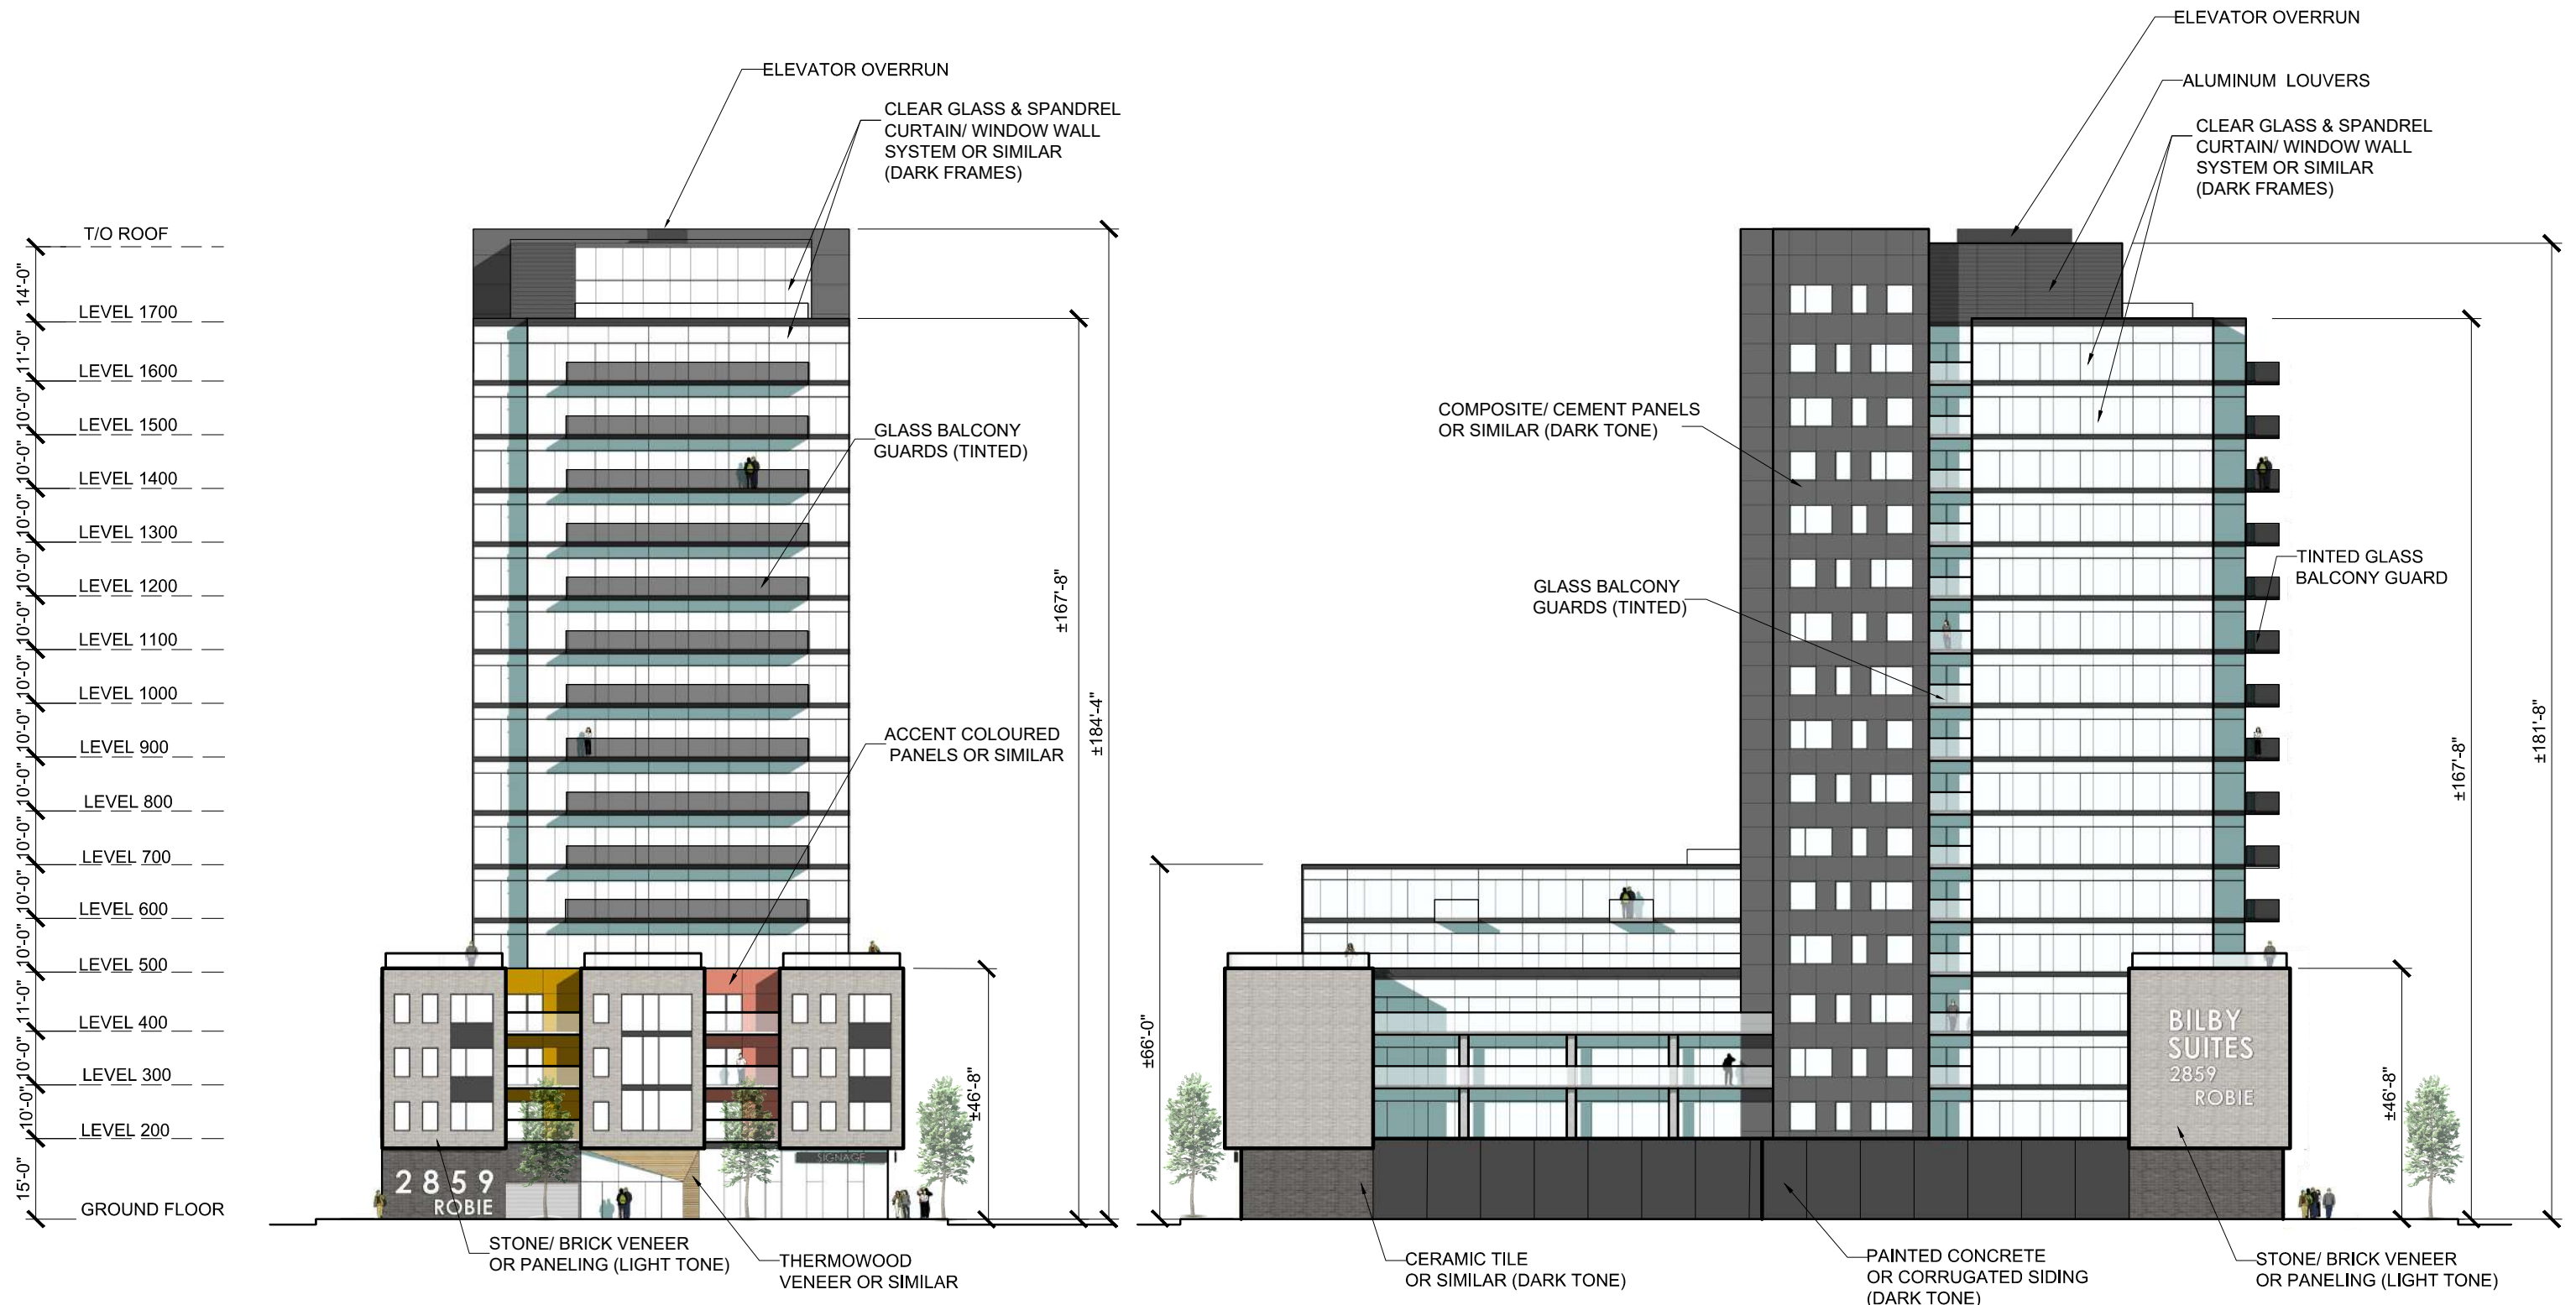 ELEVATOR OVERRUN
CLEAR GLASS & SPANDREL
CURTAIN/ WINDOW WALL
SYSTEM OR SIMILAR
(DARK FRAMES)
T/O ROOF
14'-0"
LEVEL 1700
11'-0"
LEVEL 1600
10'-0"
LEVEL 1500
10'-0"
LEVEL 1400
10'-0"
LEVEL 1300
10'-0"
LEVEL 1200
10'-0"
LEVEL 1100
10'-0"
LEVEL 1000
10'-0"
LEVEL 900
10'-0"
LEVEL 800
10'-0"
LEVEL 700
10'-0"
LEVEL 600
10'-0"
LEVEL 500
11'-0"
LEVEL 400
10'-0"
LEVEL 300
10'-0"
LEVEL 200
15'-0"
GROUND FLOOR
GLASS BALCONY
GUARDS (TINTED)
ACCENT COLOURED
PANELS OR SIMILAR
±167'-8"
±184'-4"
±46'-8"
2859
ROBIE
SIGNAGE
STONE/ BRICK VENEER
OR PANELING (LIGHT TONE)
THERMOWOOD
VENEER OR SIMILAR
ELEVATOR OVERRUN
ALUMINUM LOUVERS
CLEAR GLASS & SPANDREL
CURTAIN/ WINDOW WALL
SYSTEM OR SIMILAR
(DARK FRAMES)
COMPOSITE/ CEMENT PANELS
OR SIMILAR (DARK TONE)
GLASS BALCONY
GUARDS (TINTED)
TINTED GLASS
BALCONY GUARD
±66'-0"
±181'-8"
±167'-8"
±46'-8"
BILBY
SUITES
2859
ROBIE
CERAMIC TILE
OR SIMILAR (DARK TONE)
PAINTED CONCRETE
OR CORRUGATED SIDING
(DARK TONE)
STONE/ BRICK VENEER
OR PANELING (LIGHT TONE)